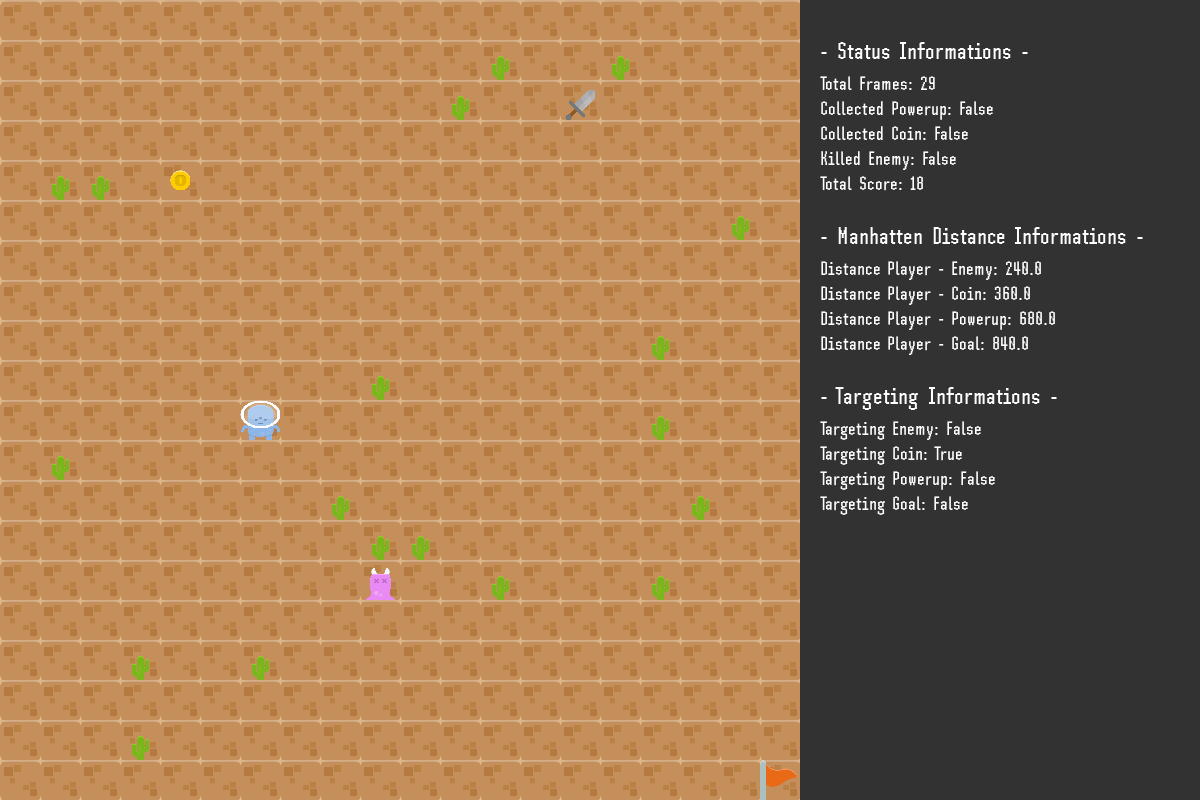 - Status Informations -
Total Frames: 29
Collected Powerup: False
Collected Coin: False
Killed Enemy: False
Total Score: 18
- Manhatten Distance Informations -
Distance Player - Enemy: 240.0
Distance Player - Coin: 360.0
Distance Player - Powerup: 680.0
Distance Player - Goal: 840.0
- Targeting Informations -
Targeting Enemy: False
Targeting Coin: True
Targeting Powerup: False
Targeting Goal: False